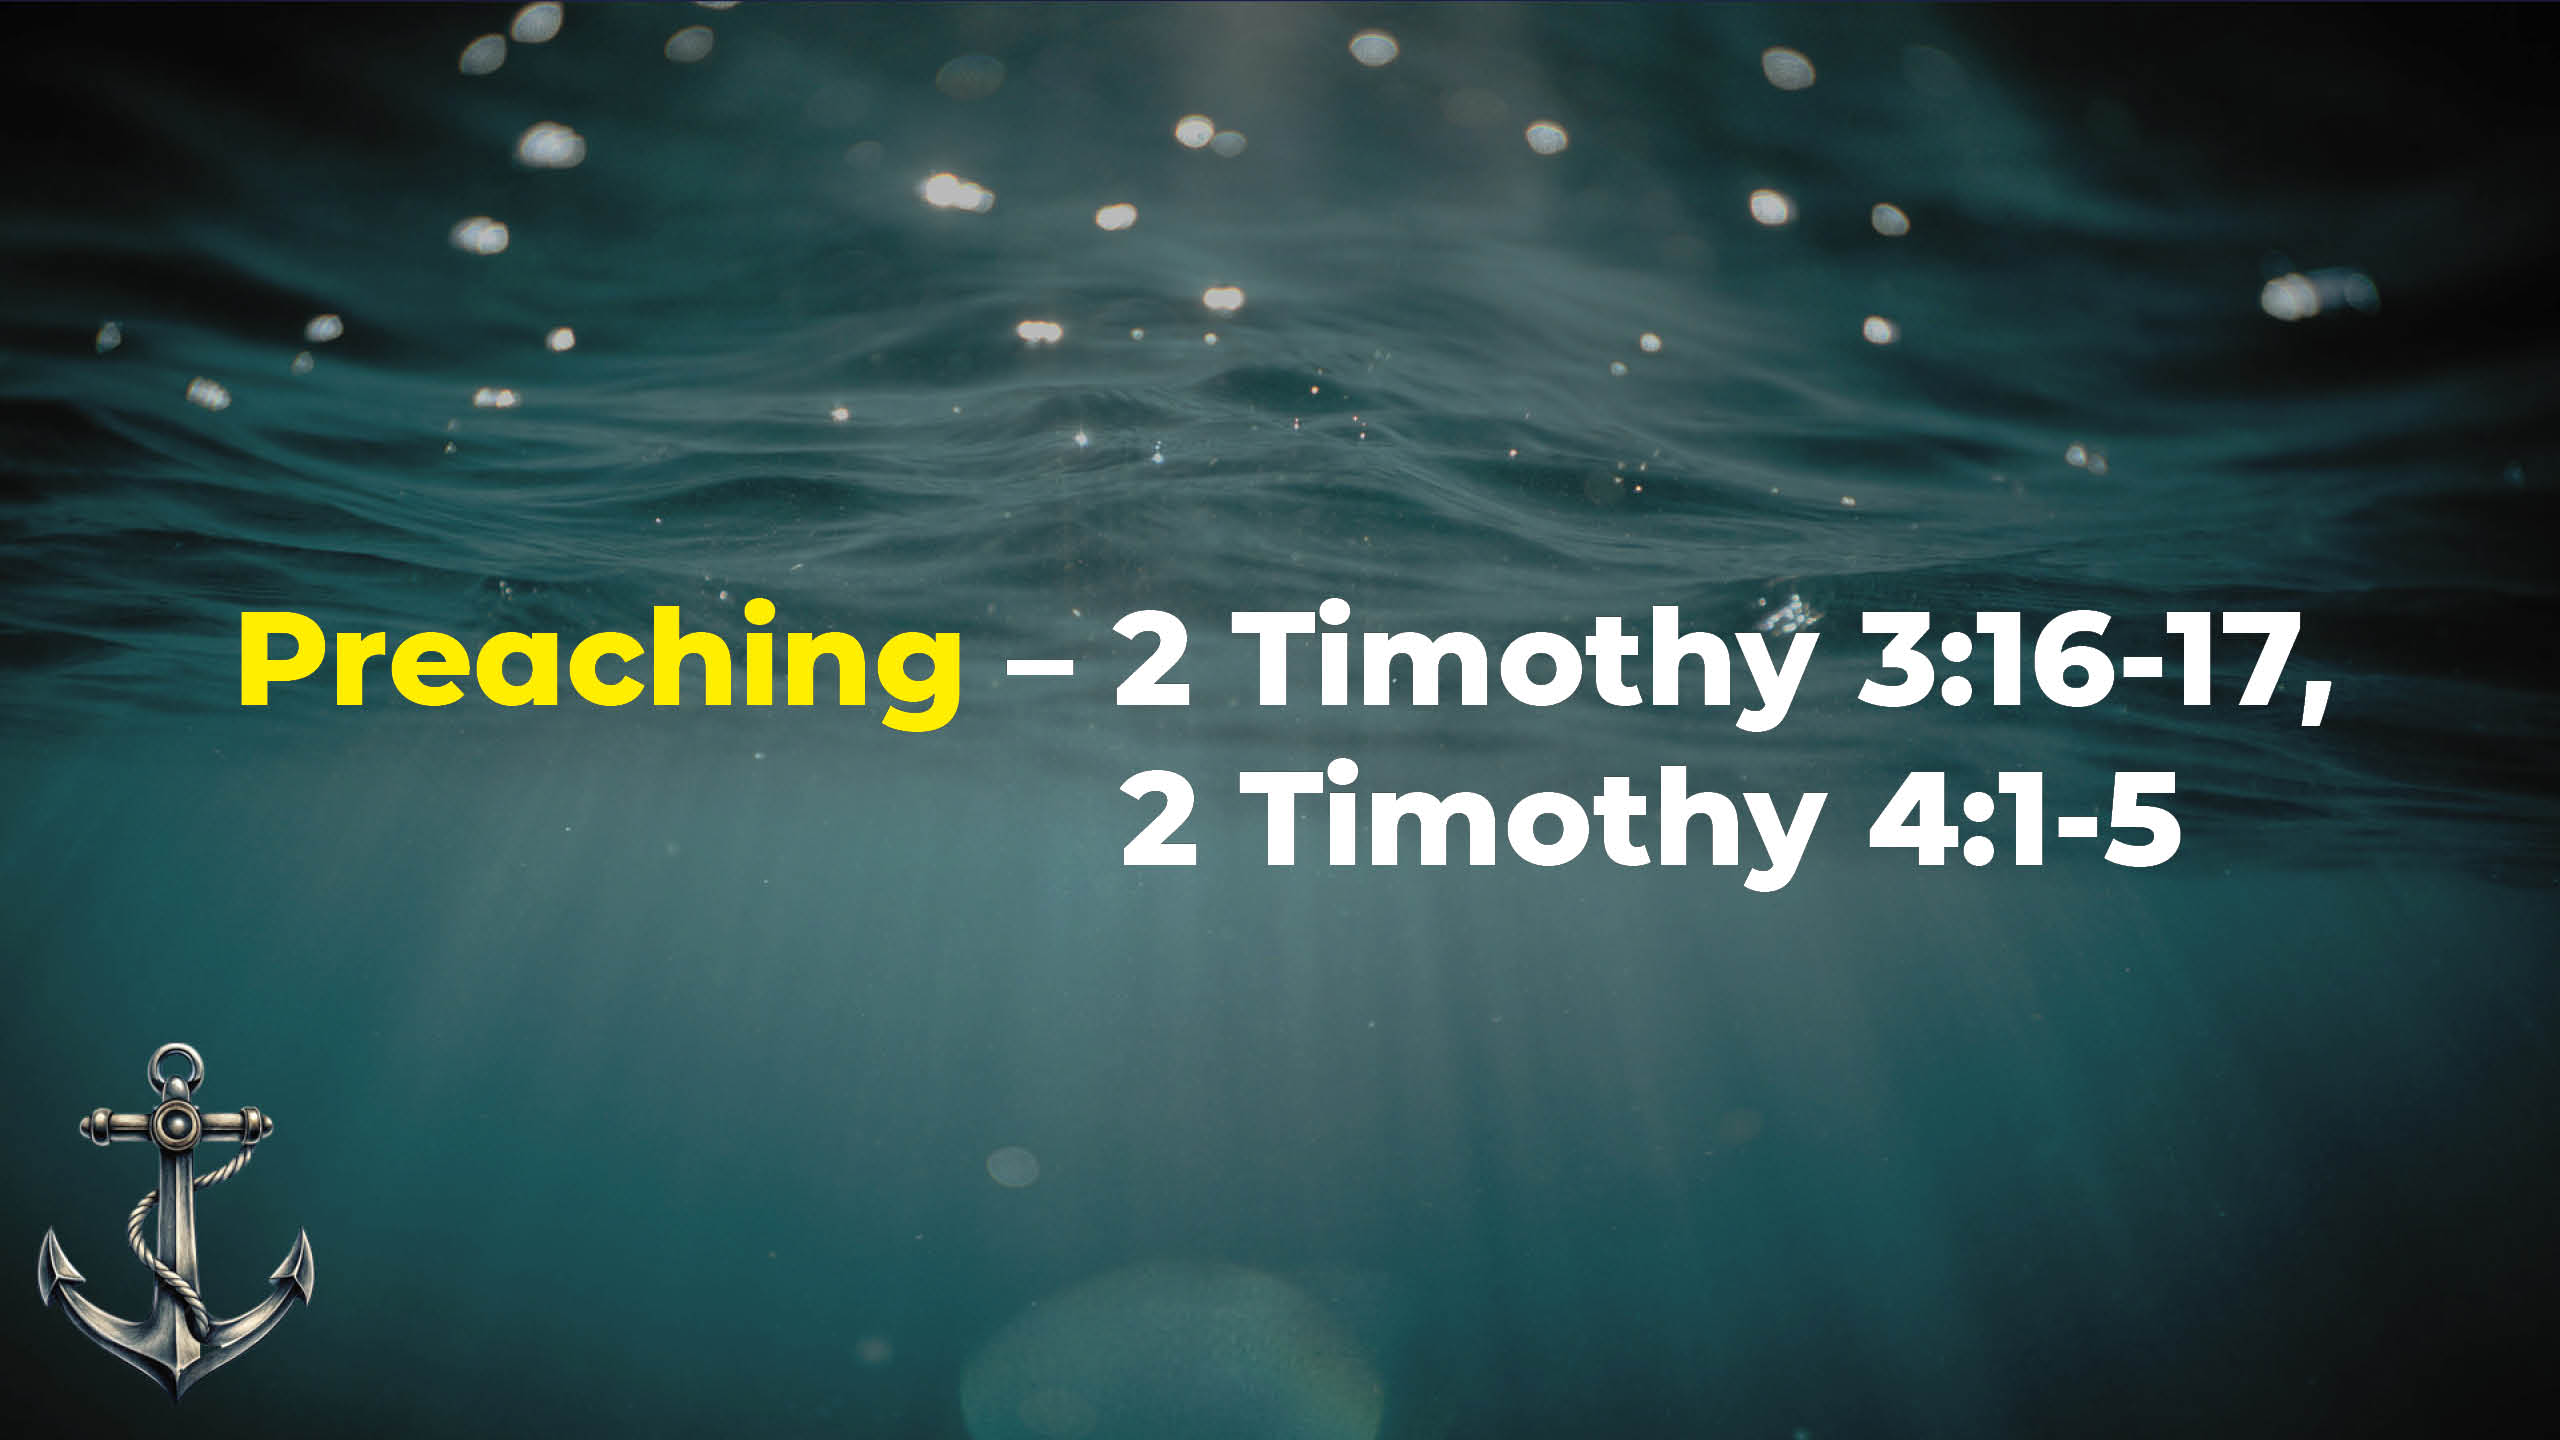 Preaching – 2 Timothy 3:16-17,
2 Timothy 4:1-5